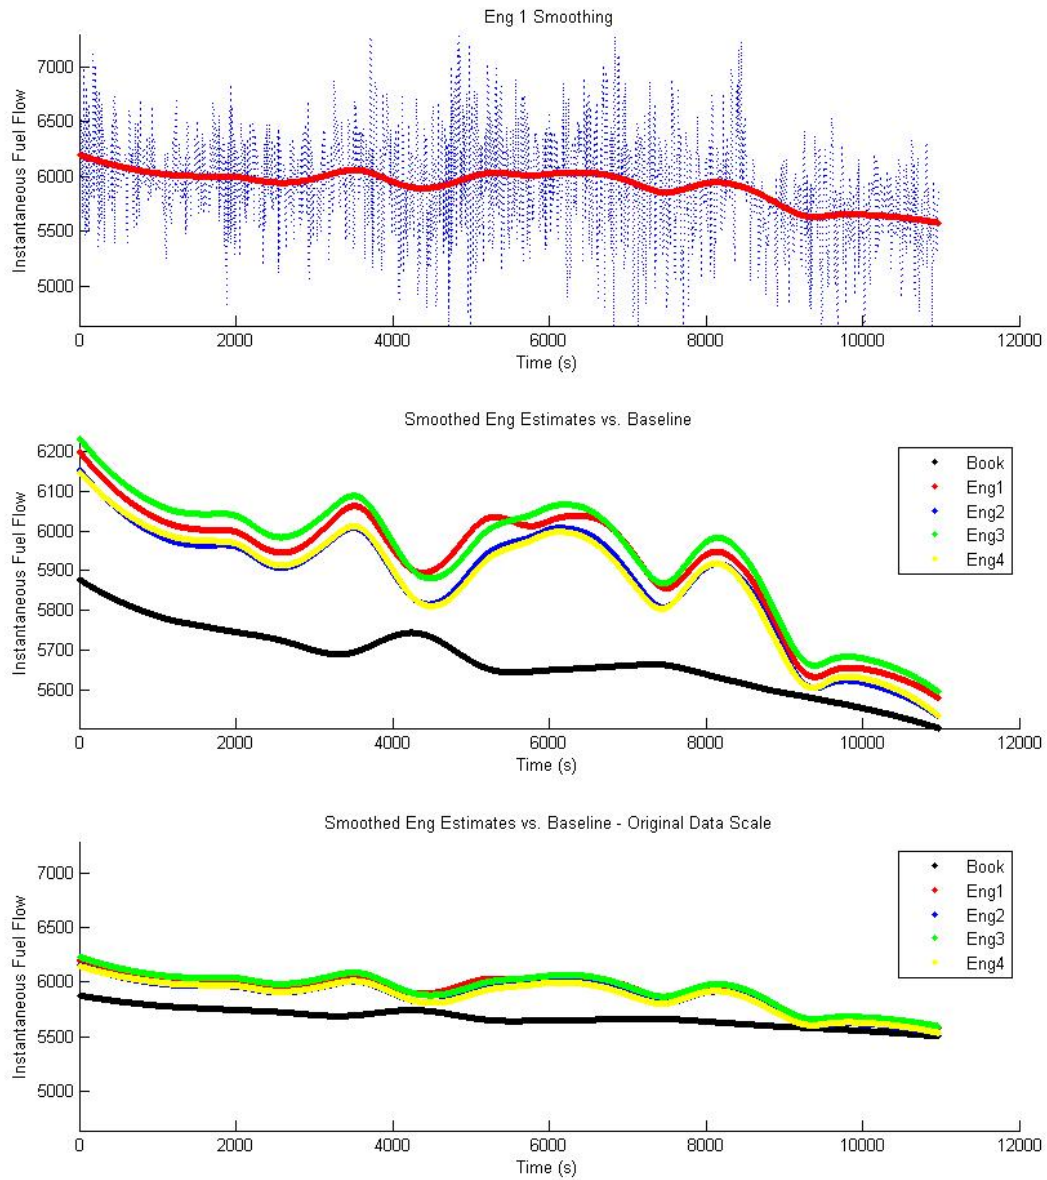 Eng 1 Smoothing
Instantaneous Fuel Flow
7000
6500
6000
5500
5000
0 2000 4000 6000 8000 10000 12000
Time (s)
Smoothed Eng Estimates vs. Baseline
Instantaneous Fuel Flow
6200
6100
6000
5900
5800
5700
5600
Book
Eng1
Eng2
Eng3
Eng4
0 2000 4000 6000 8000 10000 12000
Time (s)
Smoothed Eng Estimates vs. Baseline - Original Data Scale
Instantaneous Fuel Flow
7000
6500
6000
5500
5000
Book
Eng1
Eng2
Eng3
Eng4
0 2000 4000 6000 8000 10000 12000
Time (s)